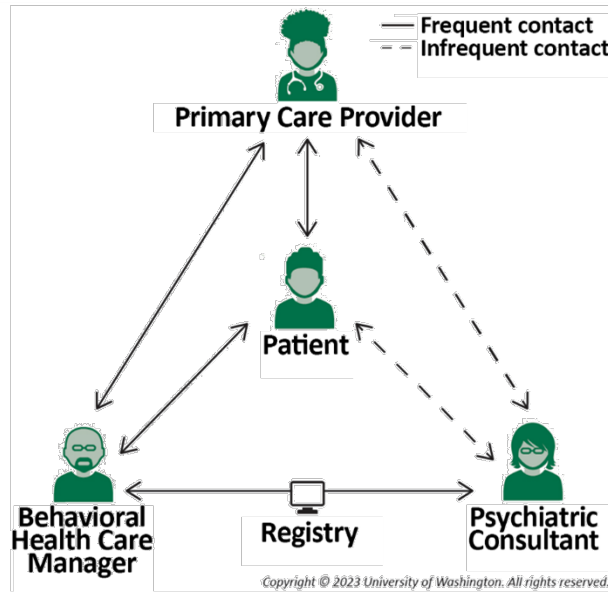 Frequent contact
Infrequent contact
Primary Care Provider
Patient
Behavioral
Health Care
Manager
Registry
Psychiatric
Consultant
Copyright © 2023 University of Washington. All rights reserved.